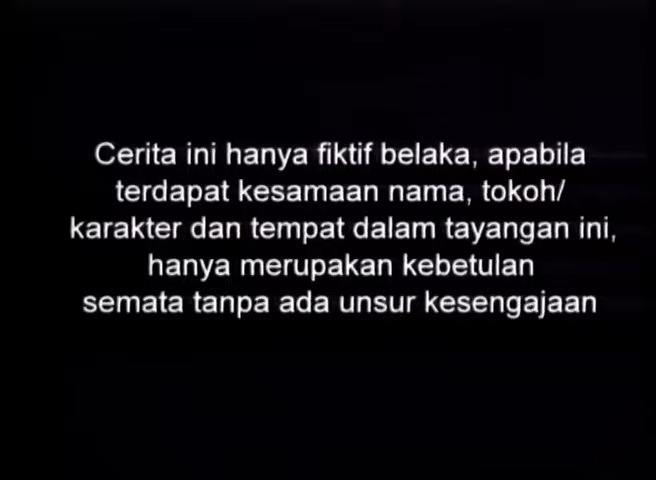 Cerita ini hanya fiktif belaka, apabila
terdapat kesamaan nama, tokoh/
karakter dan tempat dalam tayangan ini,
hanya merupakan kebetulan
semata tanpa ada unsur kesengajaan